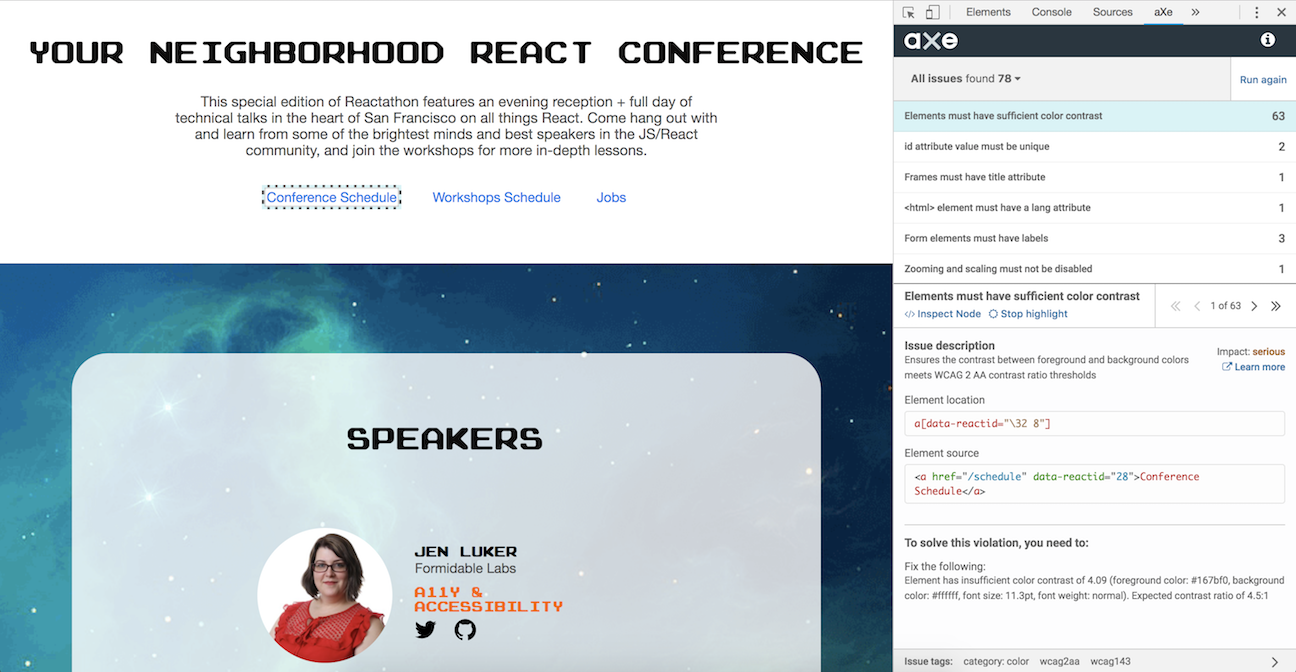 YOUR NEIGHBORHOOD REACT CONFERENCE
This special edition of Reactathon features an evening reception + full day of
technical talks in the heart of San Francisco on all things React. Come hang out with
and learn from some of the brightest minds and best speakers in the JS/React
community, and join the workshops for more in-depth lessons.
Conference Schedule Workshops Schedule Jobs
SPEAKERS
JEN LUKER
Formidable Labs
A11Y &
ACCESSIBILITY
Elements Console Sources aXe
axe
All issues found 78
Run again
Elements must have sufficient color contrast 63
id attribute value must be unique 2
Frames must have title attribute 1
<html> element must have a lang attribute 1
Form elements must have labels 3
Zooming and scaling must not be disabled 1
Elements must have sufficient color contrast
</> Inspect Node Stop highlight
1 of 63
Issue description
Ensures the contrast between foreground and background colors
meets WCAG 2 AA contrast ratio thresholds
Impact: serious
Learn more
Element location
a[data-reactid="\32 8"]
Element source
<a href="/schedule" data-reactid="28">Conference
Schedule</a>
To solve this violation, you need to:
Fix the following:
Element has insufficient color contrast of 4.09 (foreground color: #167bf0, background
color: #ffffff, font size: 11.3pt, font weight: normal). Expected contrast ratio of 4.5:1
Issue tags: category: color wcag2aa wcag143